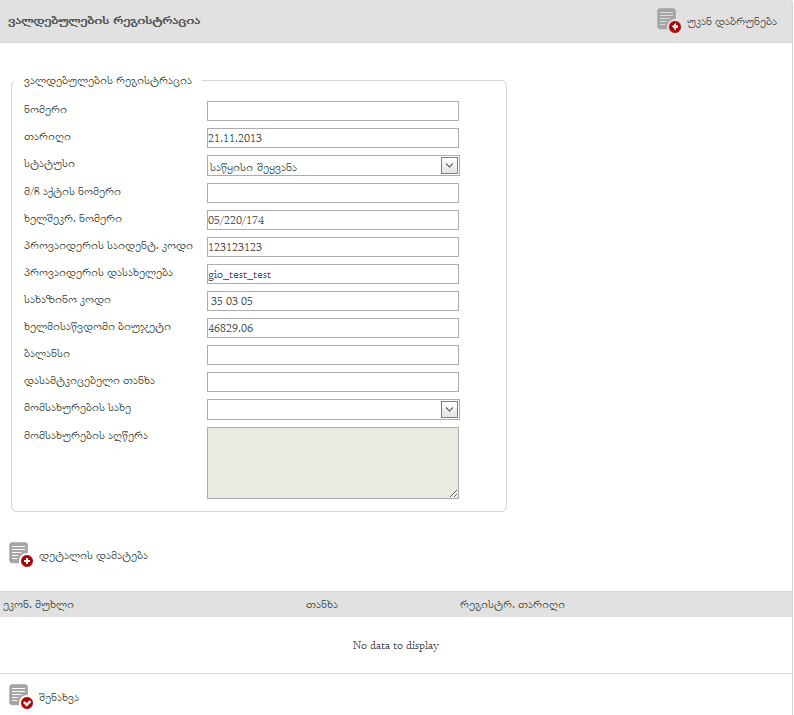 ვალდებულების რეგისტრაცია
უკან დაბრუნება
ვალდებულების რეგისტრაცია
ნომერი
თარიღი 21.11.2013
სტატუსი საწყისი შეყვანა
მ/ჩ აქტის ნომერი
ხელშეკრ. ნომერი 05/220/174
პროვაიდერის საიდენტ. კოდი 123123123
პროვაიდერის დასახელება gio_test_test
სახაზინო კოდი 35 03 05
ხელმისაწვდომი ბიუჯეტი 46829.06
ბალანსი
დასამტკიცებელი თანხა
მომსახურების სახე
მომსახურების აღწერა
დეტალის დამატება
ეკონ. მუხლი თანხა რეგისტრ. თარიღი
No data to display
შენახვა